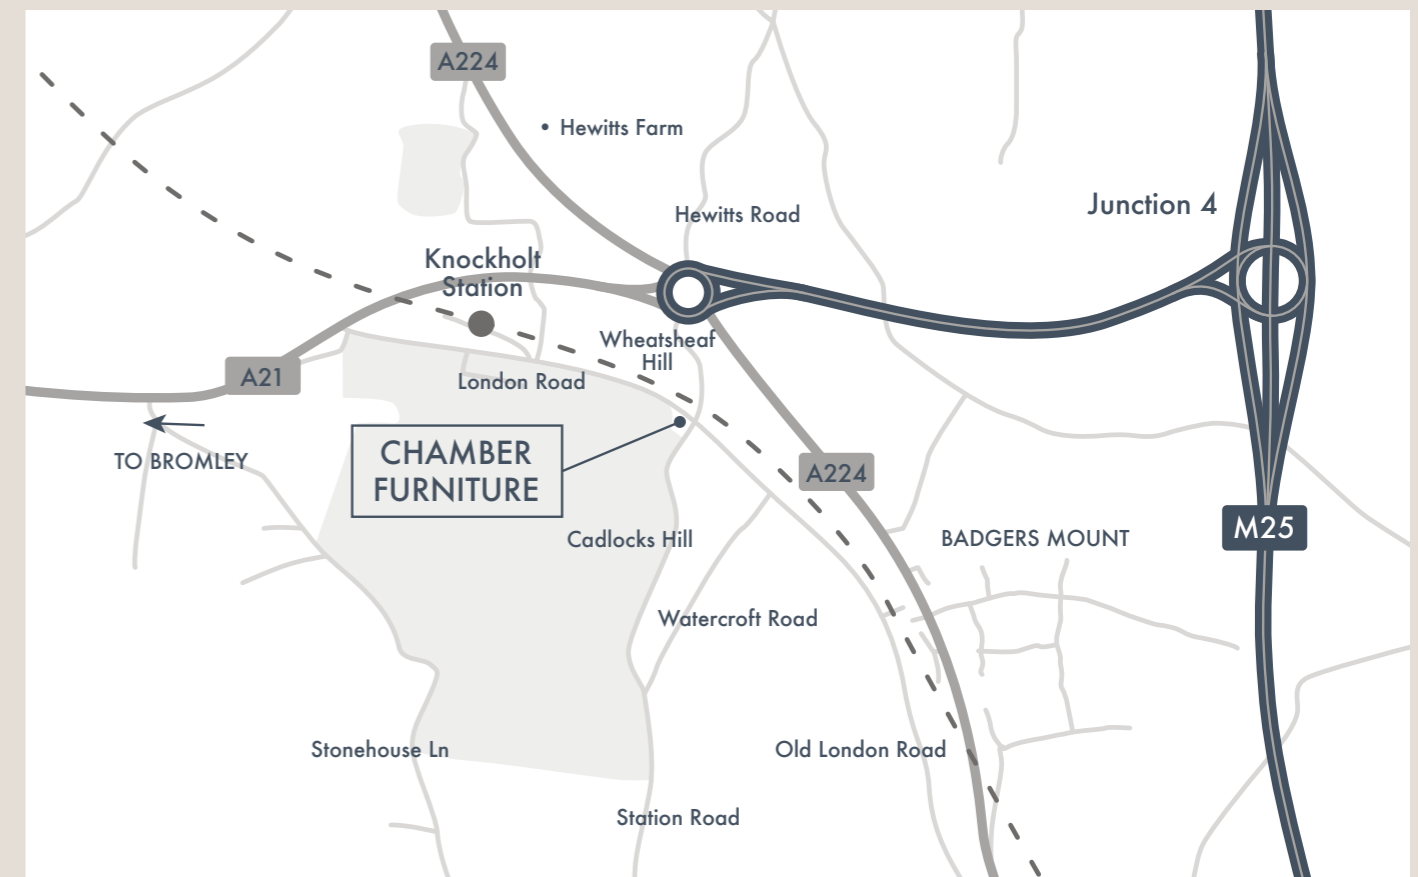 A224
Hewitts Farm
Junction 4
Hewitts Road
Knockholt
Station
Wheatsheaf
Hill
A21
London Road
TO BROMLEY
CHAMBER
FURNITURE
A224
M25
Cadlocks Hill
BADGERS MOUNT
Watercroft Road
Stonehouse Ln
Old London Road
Station Road